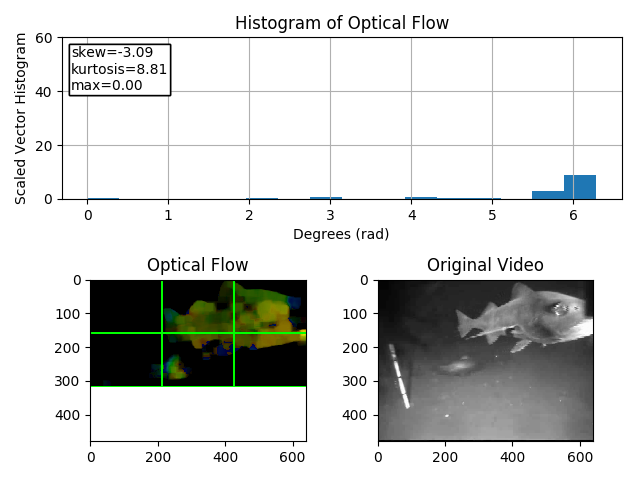 Histogram of Optical Flow
Scaled Vector Histogram
60
40
20
0
skew=-3.09
kurtosis=8.81
max=0.00
0 1 2 3 4 5 6
Degrees (rad)
Optical Flow
0
100
200
300
400
0 200 400 600
Original Video
0
100
200
300
400
0 200 400 600